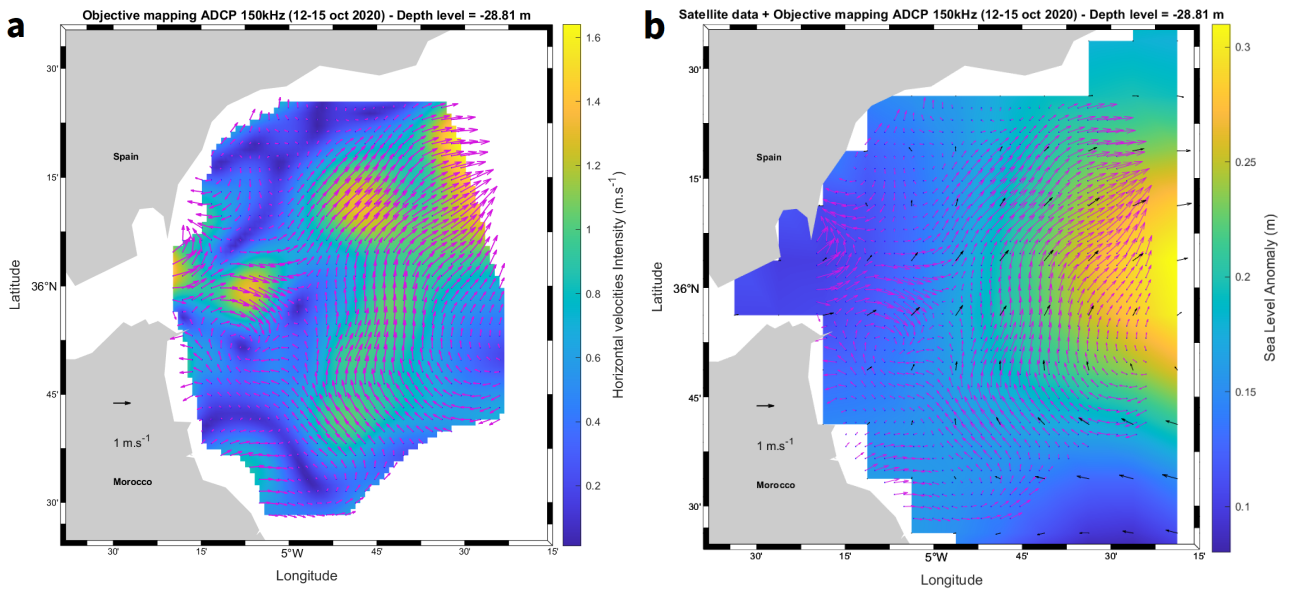 a
Objective mapping ADCP 150kHz (12-15 oct 2020) - Depth level = -28.81 m
Latitude
30'
15'
36°N
45'
30'
Spain
1 m.s-1
Morocco
30'
15'
5°W
45'
30'
15'
Longitude
1.6
1.4
1.2
1
0.8
0.6
0.4
0.2
Horizontal velocities Intensity (m.s-1)
b
Satellite data + Objective mapping ADCP 150kHz (12-15 oct 2020) - Depth level = -28.81 m
Latitude
30'
15'
36°N
45'
30'
Spain
1 m.s-1
Morocco
30'
15'
5°W
45'
30'
15'
Longitude
0.3
0.25
0.2
0.15
0.1
Sea Level Anomaly (m)